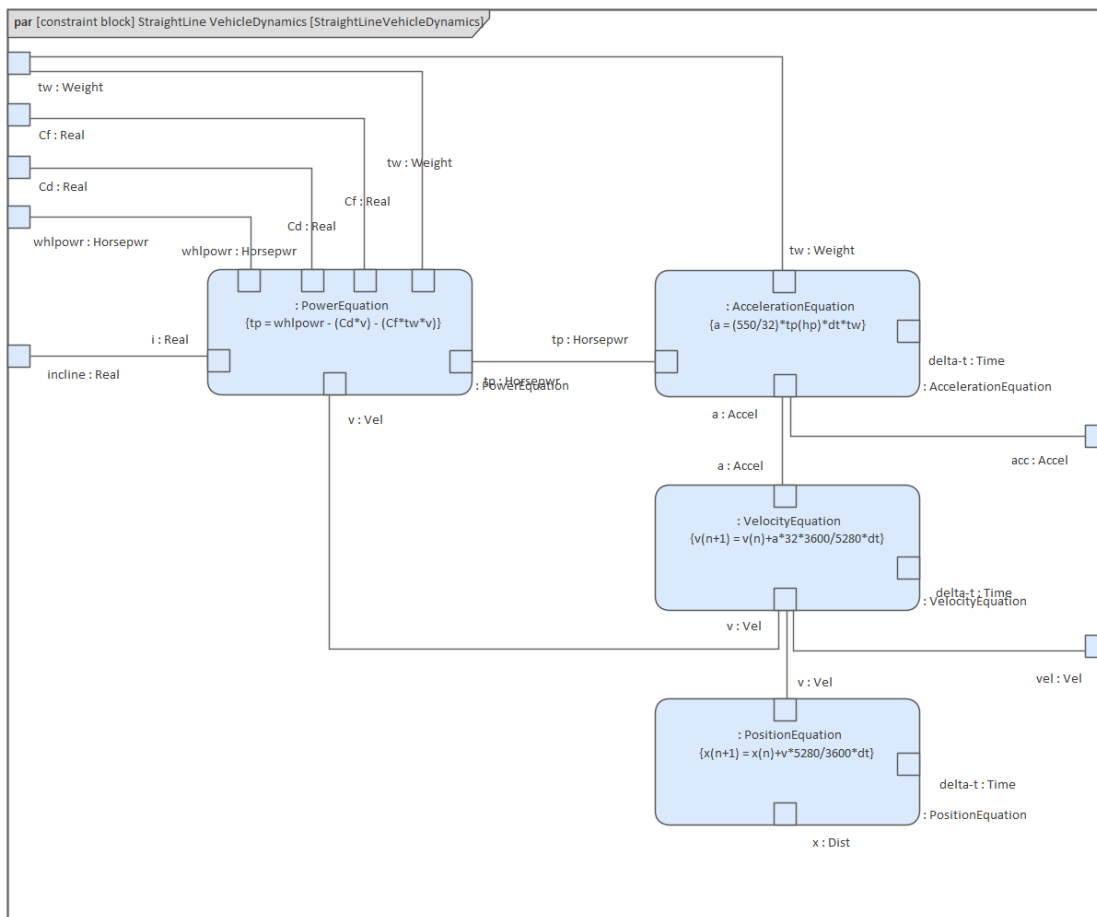 par [constraint block] StraightLine VehicleDynamics [StraightLineVehicleDynamics]
tw : Weight
Cf : Real
tw : Weight
Cd : Real
Cf : Real
Cd : Real
whlpowr : Horsepwr
whlpowr : Horsepwr
tw : Weight
: PowerEquation
{tp = whlpowr - (Cd*v) - (Cf*tw*v)}
: AccelerationEquation
{a = (550/32)*tp(hp)*dt*tw}
i : Real
tp : Horsepwr
delta-t : Time
incline : Real
tp : Horsepwr
: PowerEquation
: AccelerationEquation
v : Vel
a : Accel
acc : Accel
a : Accel
: VelocityEquation
{v(n+1) = v(n)+a*32*3600/5280*dt}
delta-t : Time
: VelocityEquation
v : Vel
vel : Vel
v : Vel
: PositionEquation
{x(n+1) = x(n)+v*5280/3600*dt}
delta-t : Time
: PositionEquation
x : Dist